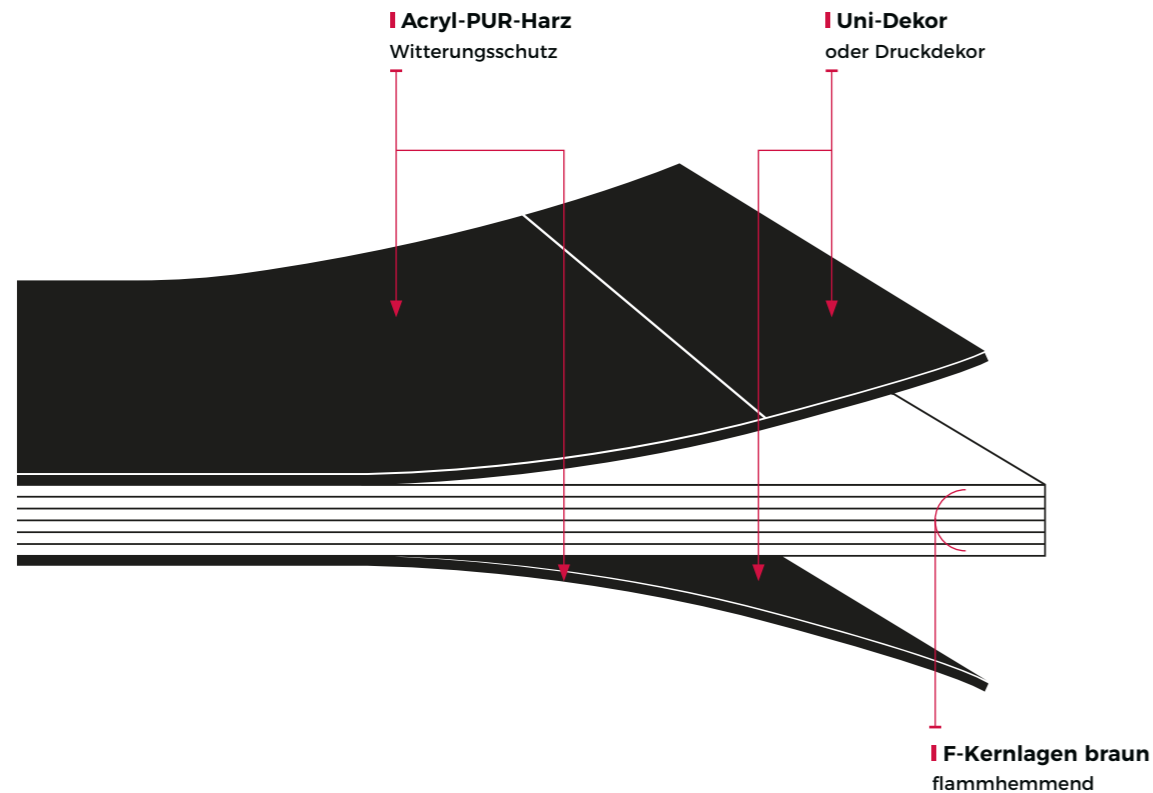 Acryl-PUR-Harz
Witterungsschutz
Uni-Dekor
oder Druckdekor
F-Kernlagen braun
flammhemmend